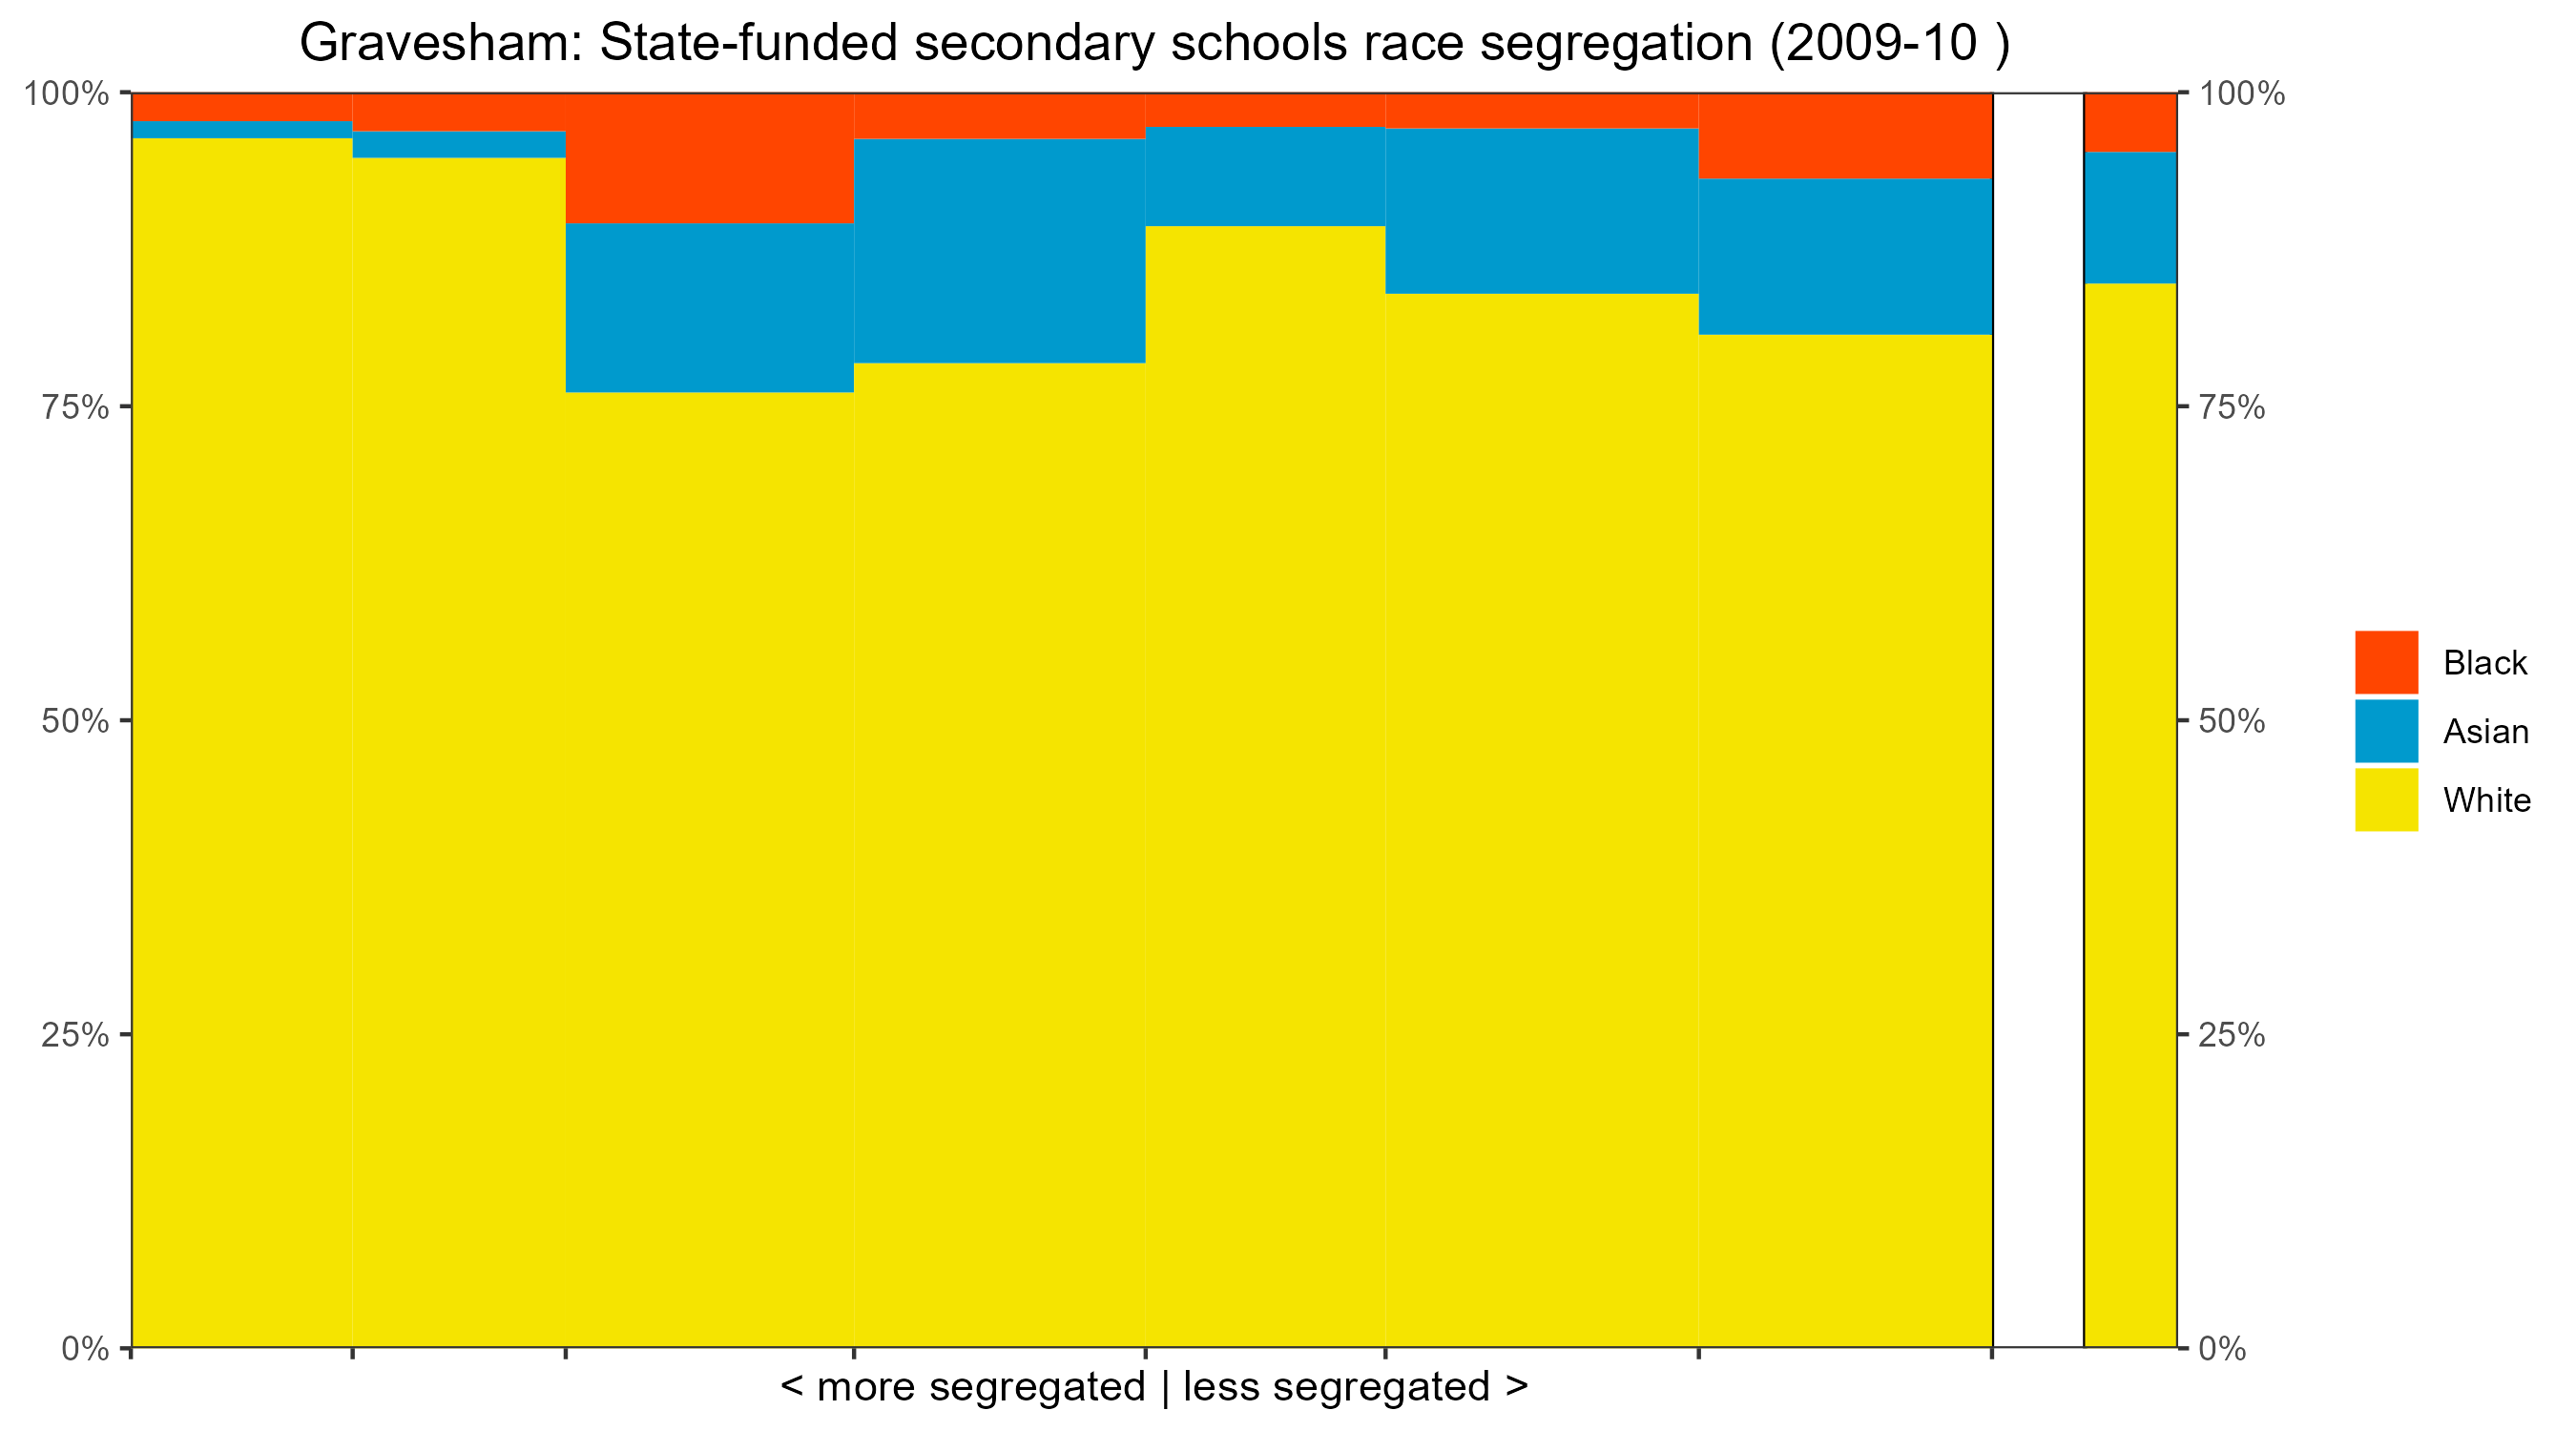 Gravesham: State-funded secondary schools race segregation (2009-10 )
100%
75%
50%
25%
0%
100%
75%
50%
25%
0%
Black
Asian
White
< more segregated | less segregated >